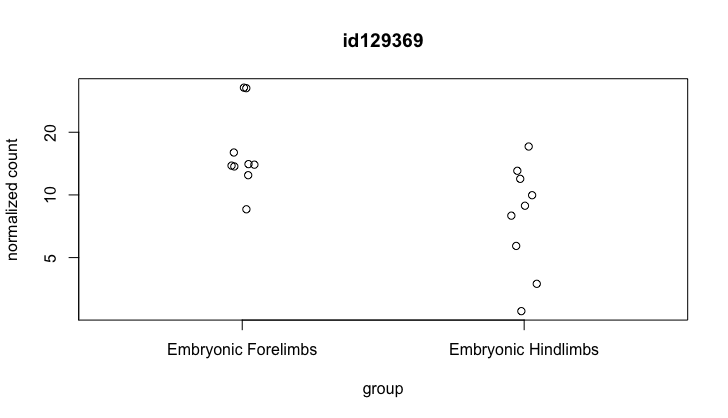 id129369
normalized count
20
10
5
Embryonic Forelimbs
Embryonic Hindlimbs
group